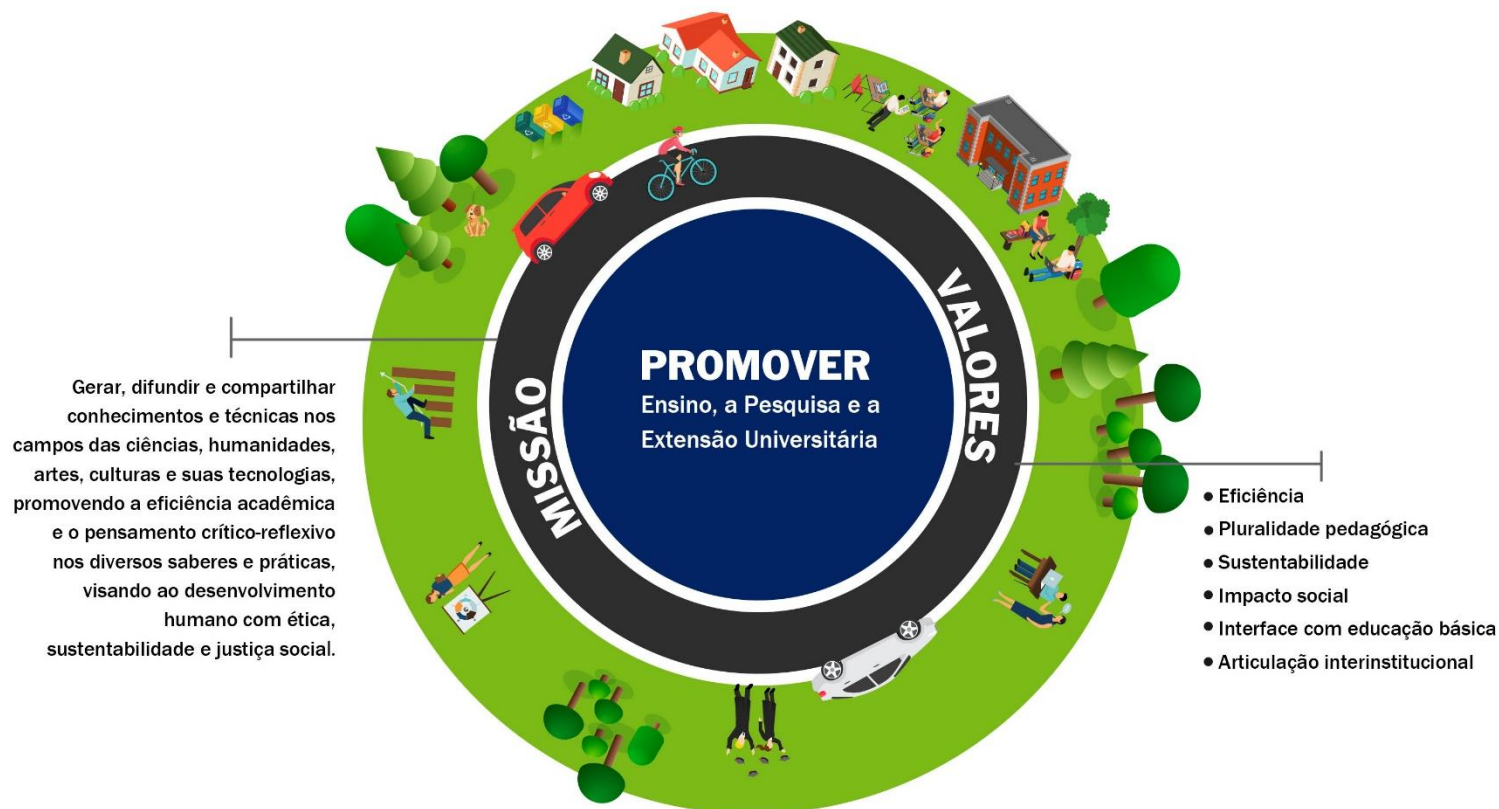 PROMOVER
Ensino, a Pesquisa e a
Extensão Universitária
MISSÃO
Gerar, difundir e compartilhar
conhecimentos e técnicas nos
campos das ciências, humanidades,
artes, culturas e suas tecnologias,
promovendo a eficiência acadêmica
e o pensamento crítico-reflexivo
nos diversos saberes e práticas,
visando ao desenvolvimento
humano com ética,
sustentabilidade e justiça social.
VALORES
• Eficiência
• Pluralidade pedagógica
• Sustentabilidade
• Impacto social
• Interface com educação básica
• Articulação interinstitucional